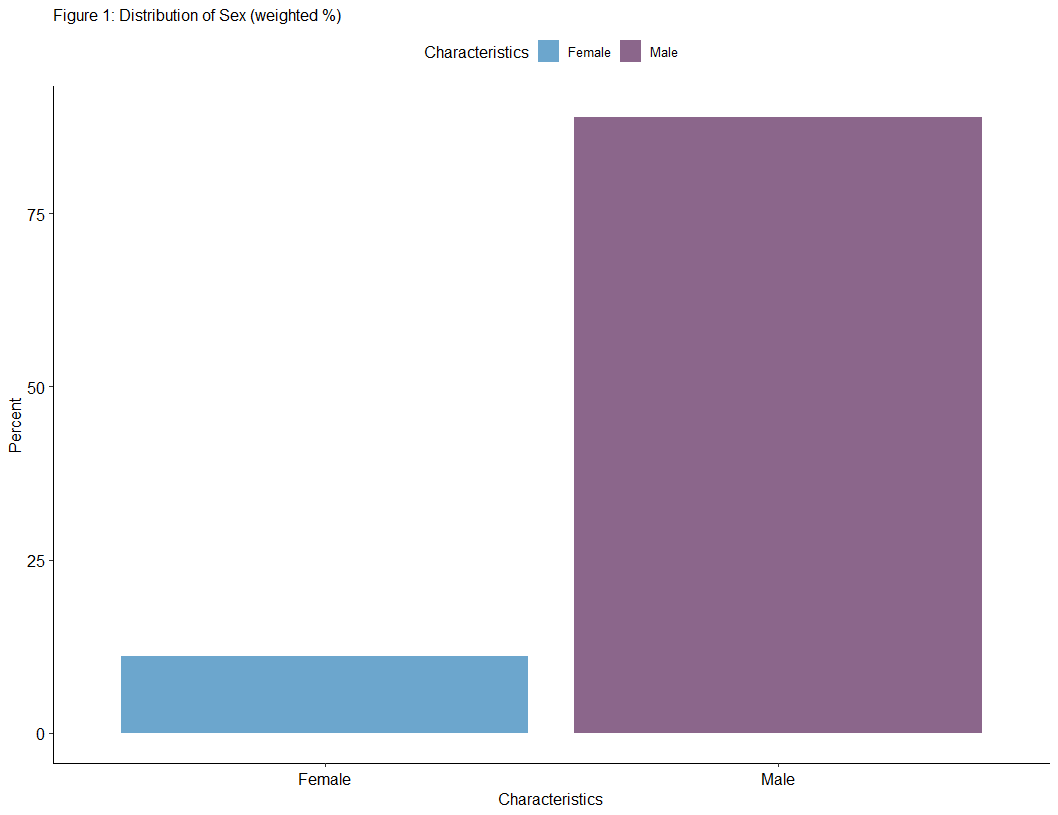 Figure 1: Distribution of Sex (weighted %)
Characteristics Female Male
75
50
25
0
Percent
Female Male
Characteristics